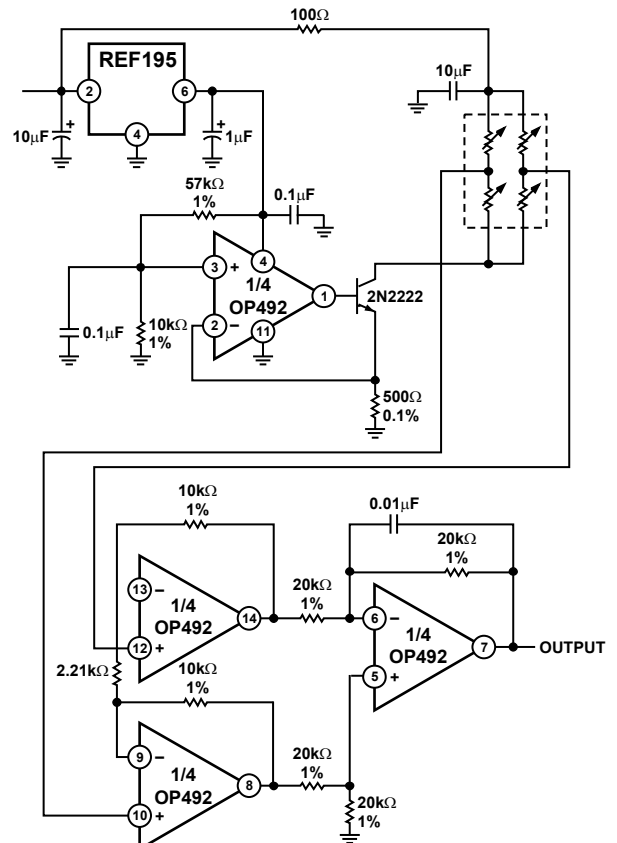 100Ω
REF195
2
6
4
10μF
+
+
1μF
10μF
57kΩ
1%
0.1μF
3
+
4
1/4
OP492
1
2N2222
2
−
11
0.1μF
10kΩ
1%
500Ω
0.1%
10kΩ
1%
0.01μF
20kΩ
1%
13
−
20kΩ
1%
1/4
OP492
14
6
−
1/4
OP492
7
OUTPUT
12
+
5
+
2.21kΩ
10kΩ
1%
9
−
1/4
OP492
8
20kΩ
1%
10
+
20kΩ
1%